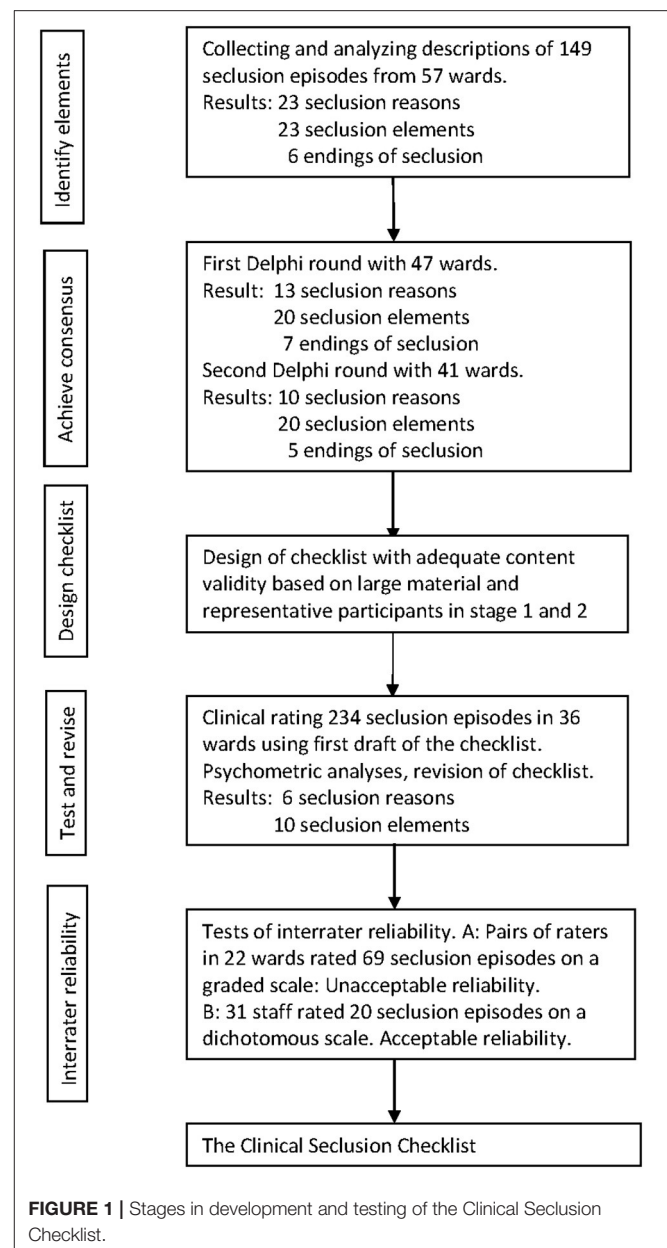 Identify elements
Collecting and analyzing descriptions of 149
seclusion episodes from 57 wards.
Results: 23 seclusion reasons
23 seclusion elements
6 endings of seclusion
Achieve consensus
First Delphi round with 47 wards.
Result: 13 seclusion reasons
20 seclusion elements
7 endings of seclusion
Second Delphi round with 41 wards.
Results: 10 seclusion reasons
20 seclusion elements
5 endings of seclusion
Design checklist
Design of checklist with adequate content
validity based on large material and
representative participants in stage 1 and 2
Test and revise
Clinical rating 234 seclusion episodes in 36
wards using first draft of the checklist.
Psychometric analyses, revision of checklist.
Results: 6 seclusion reasons
10 seclusion elements
Interrater reliability
Tests of interrater reliability. A: Pairs of raters
in 22 wards rated 69 seclusion episodes on a
graded scale: Unacceptable reliability.
B: 31 staff rated 20 seclusion episodes on a
dichotomous scale. Acceptable reliability.
The Clinical Seclusion Checklist
FIGURE 1 | Stages in development and testing of the Clinical Seclusion
Checklist.